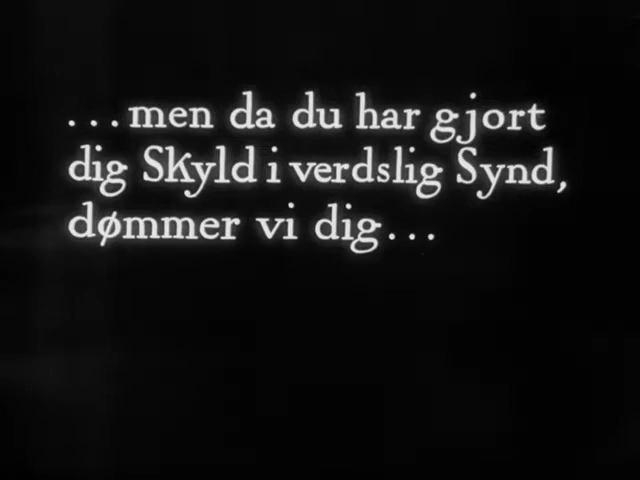 ...men da du har gjort
dig Skyld i verdslig Synd,
dømmer vi dig...